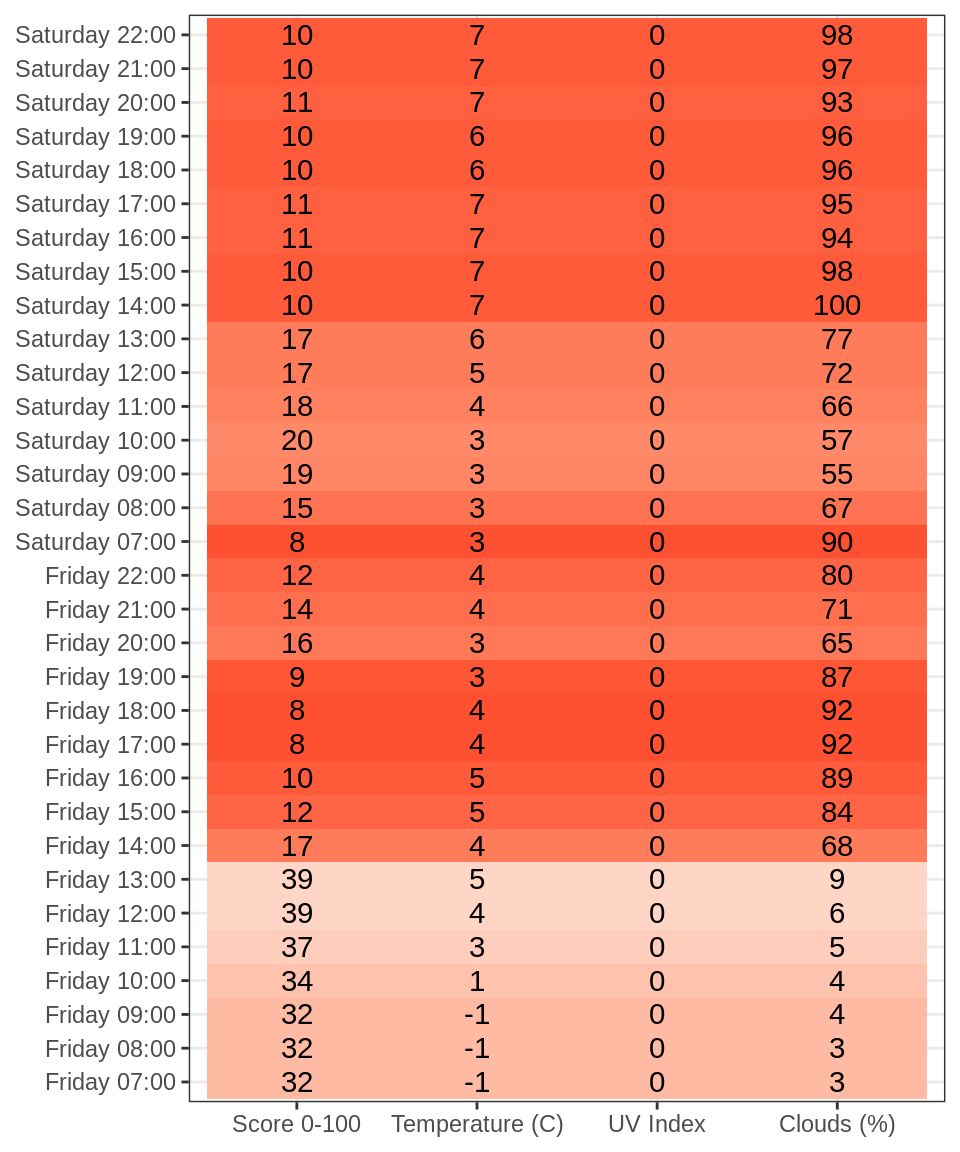 Saturday 22:00 10 7 0 98
Saturday 21:00 10 7 0 97
Saturday 20:00 11 7 0 93
Saturday 19:00 10 6 0 96
Saturday 18:00 10 6 0 96
Saturday 17:00 11 7 0 95
Saturday 16:00 11 7 0 94
Saturday 15:00 10 7 0 98
Saturday 14:00 10 7 0 100
Saturday 13:00 17 6 0 77
Saturday 12:00 17 5 0 72
Saturday 11:00 18 4 0 66
Saturday 10:00 20 3 0 57
Saturday 09:00 19 3 0 55
Saturday 08:00 15 3 0 67
Saturday 07:00 8 3 0 90
Friday 22:00 12 4 0 80
Friday 21:00 14 4 0 71
Friday 20:00 16 3 0 65
Friday 19:00 9 3 0 87
Friday 18:00 8 4 0 92
Friday 17:00 8 4 0 92
Friday 16:00 10 5 0 89
Friday 15:00 12 5 0 84
Friday 14:00 17 4 0 68
Friday 13:00 39 5 0 9
Friday 12:00 39 4 0 6
Friday 11:00 37 3 0 5
Friday 10:00 34 1 0 4
Friday 09:00 32 -1 0 4
Friday 08:00 32 -1 0 3
Friday 07:00 32 -1 0 3
Score 0-100 Temperature (C) UV Index Clouds (%)